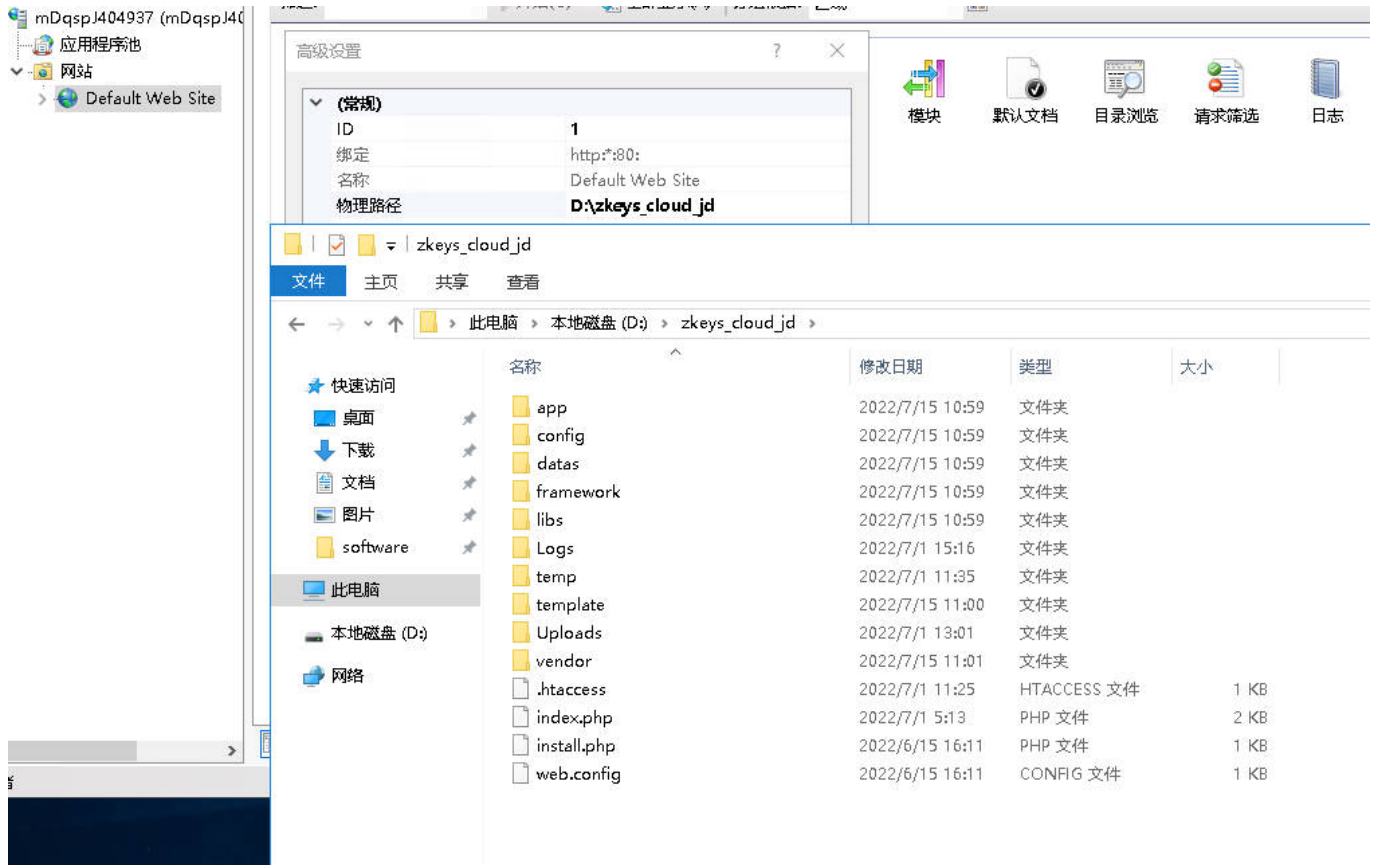 mDqspJ404937 (mDqspJ4(
应用程序池
网站
Default Web Site
高级设置
?
(常规)
ID 1
绑定 http:*:80:
名称 Default Web Site
物理路径 D:\zkeys_cloud_jd
模块 默认文档 目录浏览 请求筛选 日志
zkeys_cloud_jd
文件 主页 共享 查看
此电脑 本地磁盘 (D:) zkeys_cloud_jd
名称 修改日期 类型 大小
快速访问
桌面
下载
文档
图片
software
此电脑
本地磁盘 (D:)
网络
app 2022/7/15 10:59 文件夹
config 2022/7/15 10:59 文件夹
datas 2022/7/15 10:59 文件夹
framework 2022/7/15 10:59 文件夹
libs 2022/7/15 10:59 文件夹
Logs 2022/7/1 15:16 文件夹
temp 2022/7/1 11:35 文件夹
template 2022/7/15 11:00 文件夹
Uploads 2022/7/1 13:01 文件夹
vendor 2022/7/15 11:01 文件夹
.htaccess 2022/7/1 11:25 HTACCESS 文件 1 KB
index.php 2022/7/1 5:13 PHP 文件 2 KB
install.php 2022/6/15 16:11 PHP 文件 1 KB
web.config 2022/6/15 16:11 CONFIG 文件 1 KB